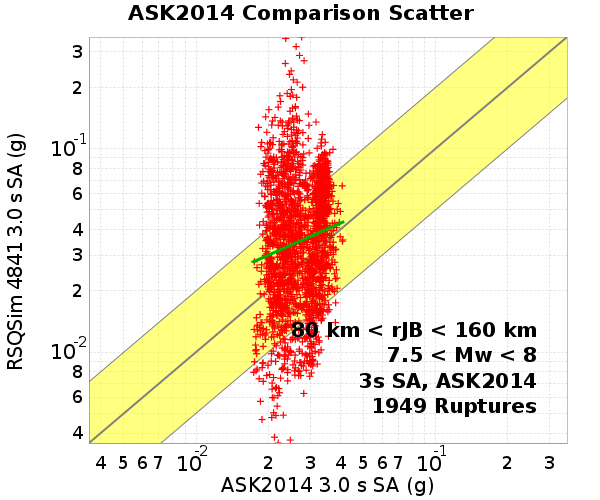 ASK2014 Comparison Scatter
RSQSim 4841 3.0 s SA (g)
3
2
10-1
8
6
4
3
2
10-2
8
6
4
80 km < rJB < 160 km
7.5 < Mw < 8
3s SA, ASK2014
1949 Ruptures
4 5 6 7 10-2 2 3 4 5 6 7 10-1 2 3
ASK2014 3.0 s SA (g)